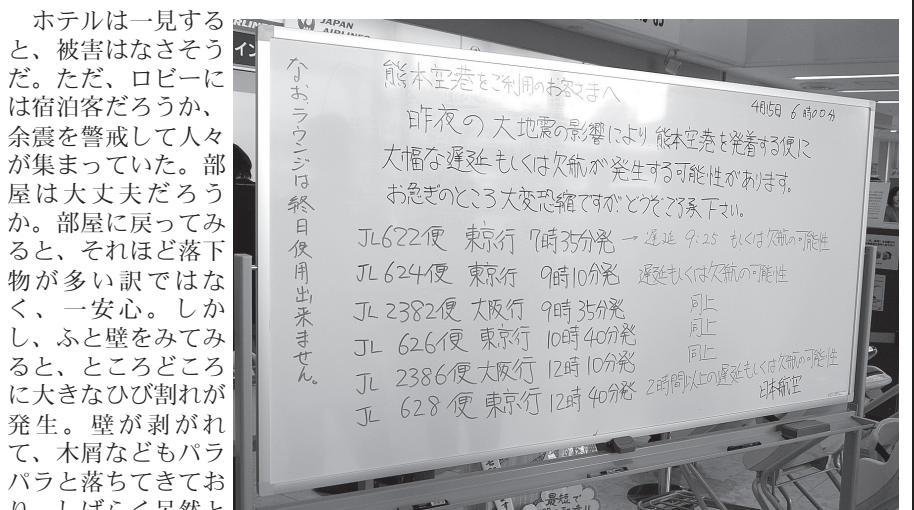 ホテルは一見する
と、被害はなさそう
だ。ただ、ロビーに
は宿泊客だろうか、
余震を警戒して人々
が集まっていた。部
屋は大丈夫だろう
か。部屋に戻ってみ
ると、それほど落下
物が多い訳ではな
く、一安心。しか
し、ふと壁をみてみ
ると、ところどころ
に大きなひび割れが
発生。壁が剥がれ
て、木屑などもパラ
パラと落ちてきてお
り、しばらく呆然と
JAPAN
AIRLINES
熊本空港をご利用のお客さまへ
4月15日 6時00分
昨夜の大地震の影響により熊本空港を発着する便に
大幅な遅延もしくは欠航が発生する可能性があります。
お急ぎのところ大変恐縮ですがどうぞご了承下さい。
JL622便 東京行 7時35分発→遅延 9:25 もしくは欠航の可能性
JL624便 東京行 9時10分発 遅延もしくは欠航の可能性
JL2382便 大阪行 9時35分発 同上
JL 626便 東京行 10時40分発 同上
JL 2386便 大阪行 12時10分発 同上
JL 628便 東京行 12時40分発 2時間以上の遅延もしくは欠航の可能性
日本航空
なおラウンジは終日使用出来ません。
最短で